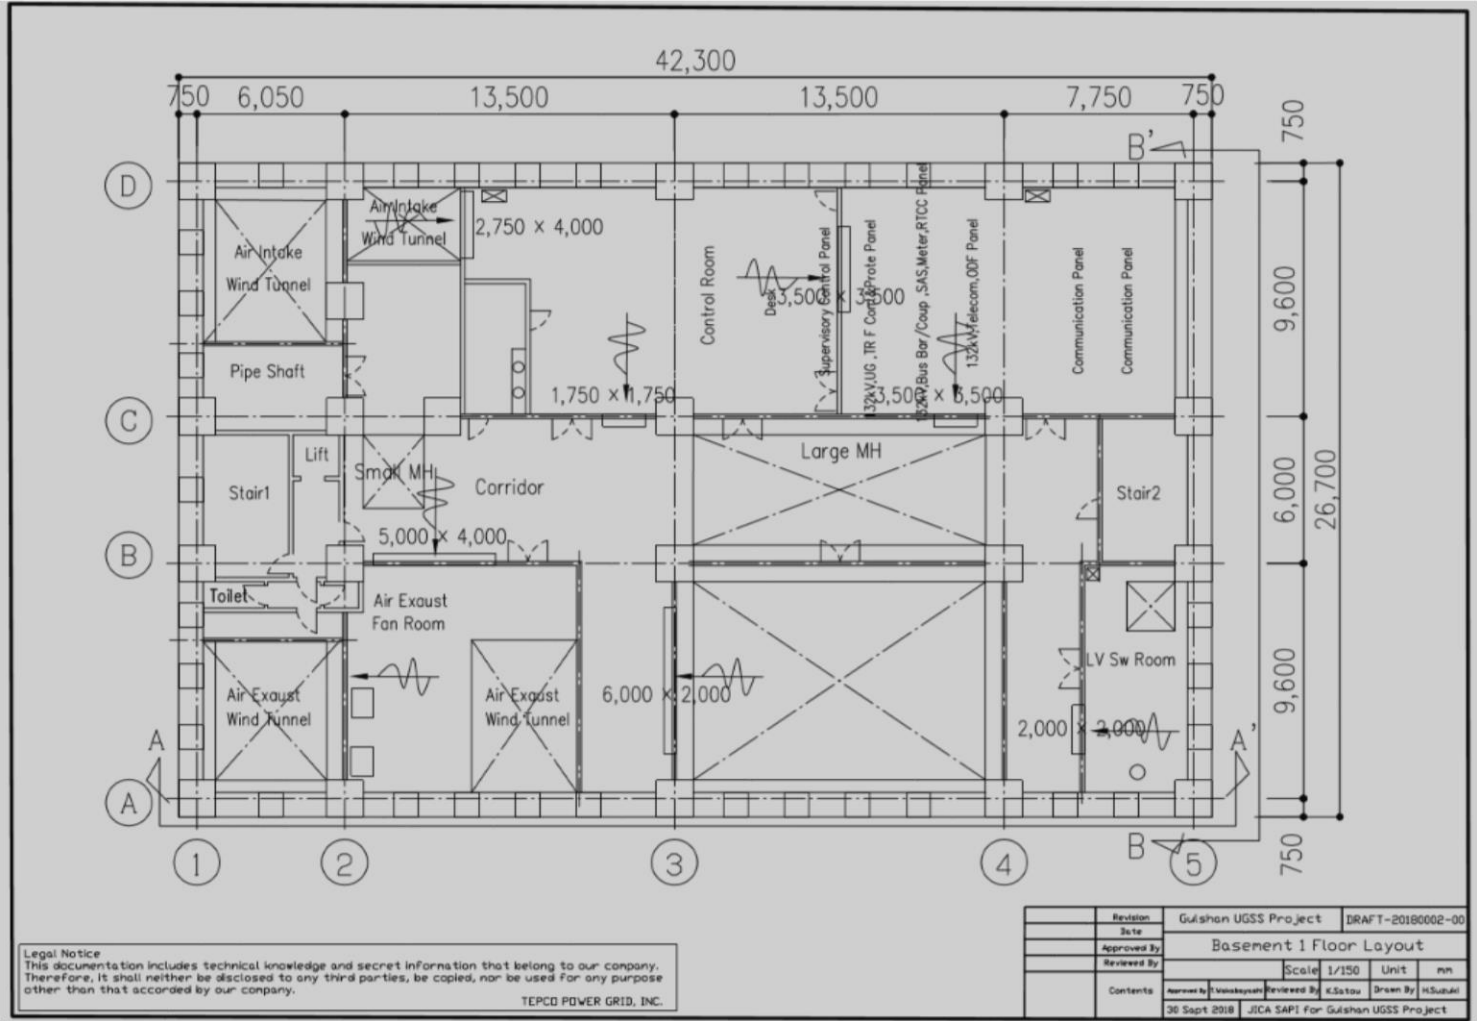 42,300
750 6,050 13,500 13,500 7,750 750
750
B'
D
Air Intake
Wind Tunnel
2,750 × 4,000
Air Intake
Wind Tunnel
Control Room
Desk
3,500 × 3,500
Supervisory Control Panel
132kV,Bus Bar/Coup ,SAS,Meter,RTCC Panel
132kV,Telecom,ODF Panel
Communication Panel
Communication Panel
9,600
Pipe Shaft
1,750 × 1,750
3,500 × 3,500
C
Lift
Small MH
Large MH
Stair1
Corridor
Stair2
6,000
26,700
5,000 × 4,000
B
Toilet
Air Exaust
Fan Room
LV Sw Room
9,600
Air Exaust
Wind Tunnel
Air Exaust
Wind Tunnel
6,000 × 2,000
2,000 × 2,000
A
A'
A
B
750
1 2 3 4 5
Legal Notice
This documentation includes technical knowledge and secret information that belong to our company.
Therefore, it shall neither be disclosed to any third parties, be copied, nor be used for any purpose
other than that accorded by our company.
TEPCO POWER GRID, INC.
Revision Gulshan UGSS Project DRAFT-20180002-00
Date
Approved By Basement 1 Floor Layout
Reviewed By
Scale 1/150 Unit mm
Contents Approved By Reviewed By K.Satou Drawn By H.Suzuki
30 Sept 2018 JICA SAPI for Gulshan UGSS Project